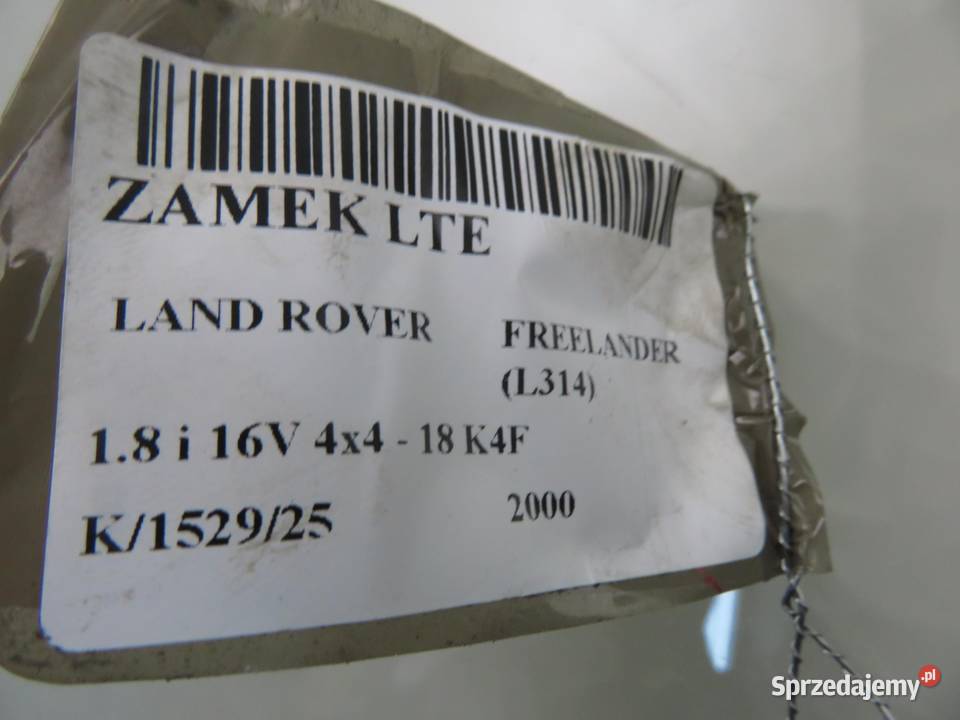 ZAMEK LTE
LAND ROVER FREELANDER
(L314)
1.8 i 16V 4x4 - 18 K4F
K/1529/25 2000
Sprzedajemy.pl